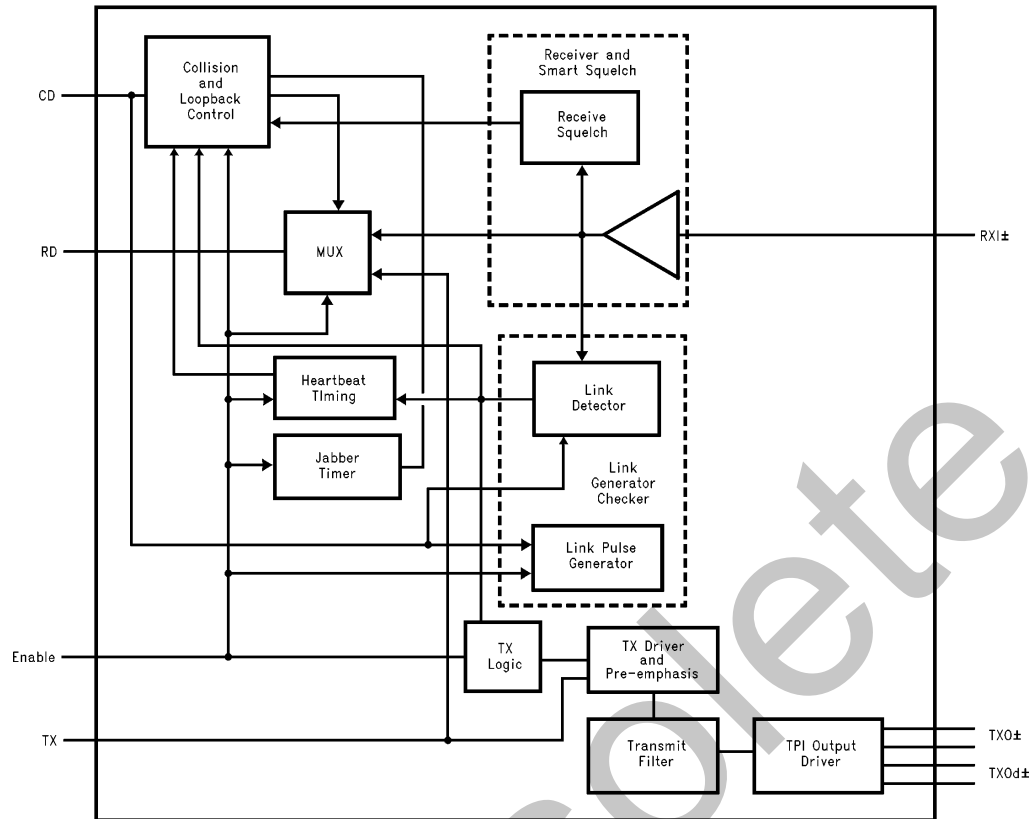 Collision
and
Loopback
Control
Receiver and
Smart Squelch
Receive
Squelch
CD
RD
MUX
RXI±
Heartbeat
TIming
Link
Detector
Jabber
Timer
Link
Generator
Checker
Link Pulse
Generator
Enable
TX
Logic
TX Driver
and
Pre-emphasis
TX
Transmit
Filter
TPI Output
Driver
TXO±
TXOd±
solete